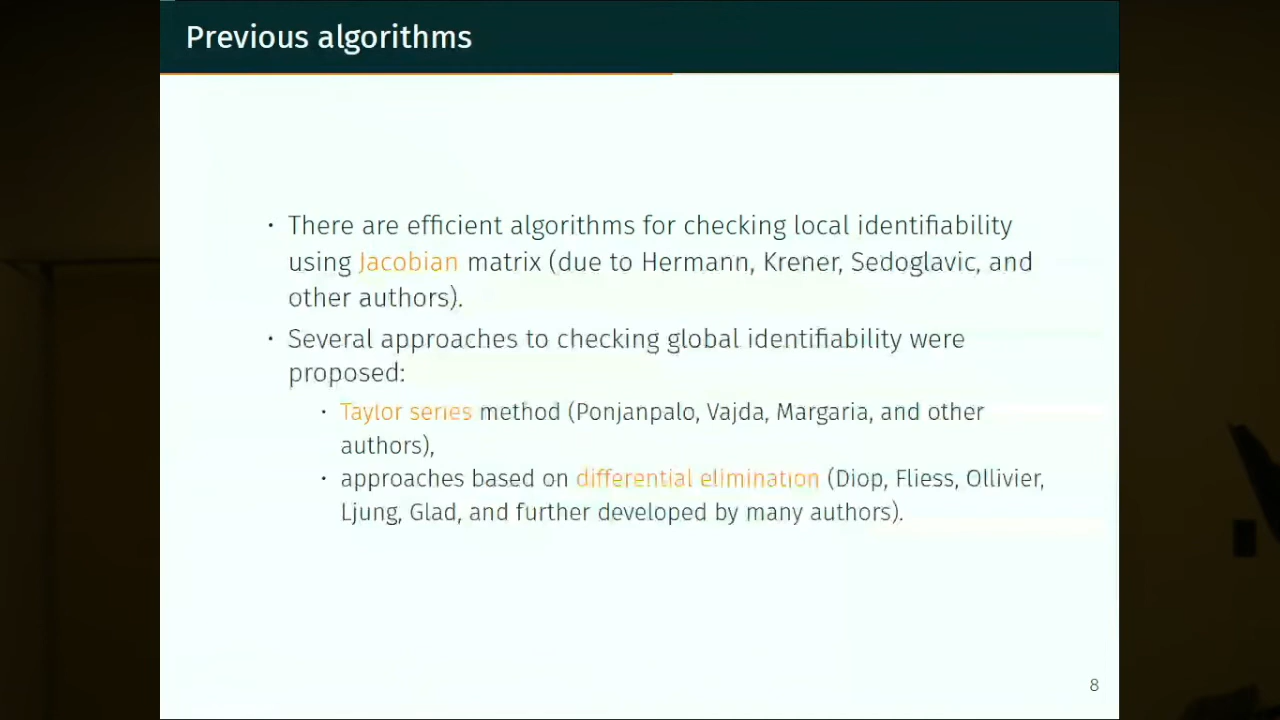 Previous algorithms
· There are efficient algorithms for checking local identifiability
using Jacobian matrix (due to Hermann, Krener, Sedoglavic, and
other authors).
· Several approaches to checking global identifiability were
proposed:
· Taylor series method (Ponjanpalo, Vajda, Margaria, and other
authors),
· approaches based on differential elimination (Diop, Fliess, Ollivier,
Ljung, Glad, and further developed by many authors).
8